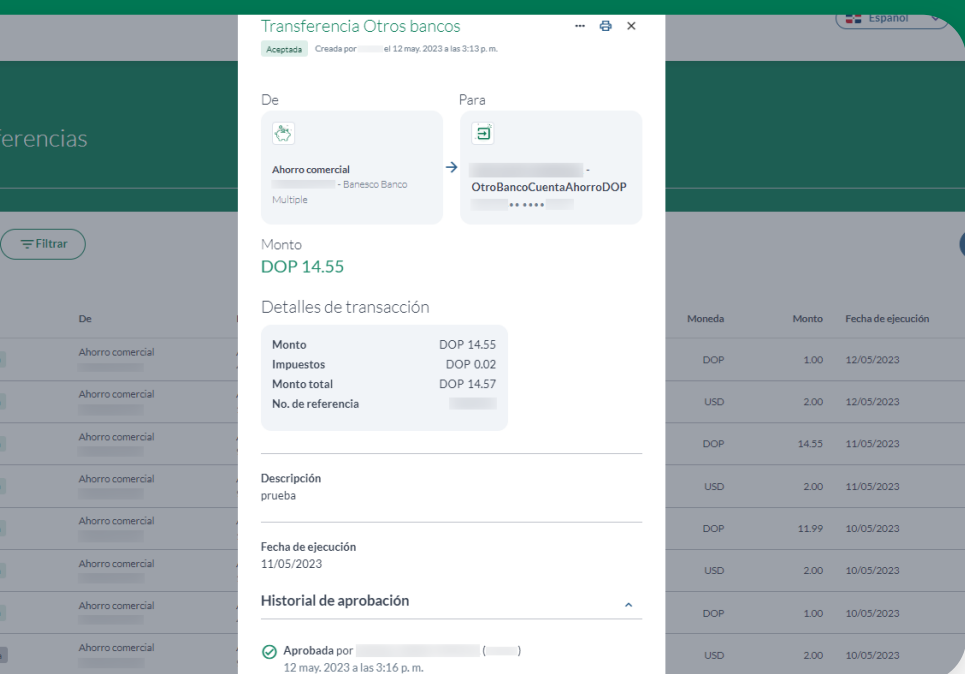 Transferencia Otros bancos
Español
Aceptada Creada por el 12 may. 2023 a las 3:13 p. m.
De Para
ferencias
Ahorro comercial
- Banesco Banco
Multiple
-
OtroBancoCuentaAhorroDOP
•• ••••
Filtrar
Monto
DOP 14.55
Detalles de transacción
Monto DOP 14.55
Impuestos DOP 0.02
Monto total DOP 14.57
No. de referencia
Descripción
prueba
Fecha de ejecución
11/05/2023
Historial de aprobación
Aprobada por ( )
12 may. 2023 a las 3:16 p. m.
De Moneda Monto Fecha de ejecución
Ahorro comercial DOP 1.00 12/05/2023
Ahorro comercial USD 2.00 12/05/2023
Ahorro comercial DOP 14.55 11/05/2023
Ahorro comercial USD 2.00 11/05/2023
Ahorro comercial DOP 11.99 10/05/2023
Ahorro comercial USD 2.00 10/05/2023
Ahorro comercial DOP 1.00 10/05/2023
Ahorro comercial USD 2.00 10/05/2023